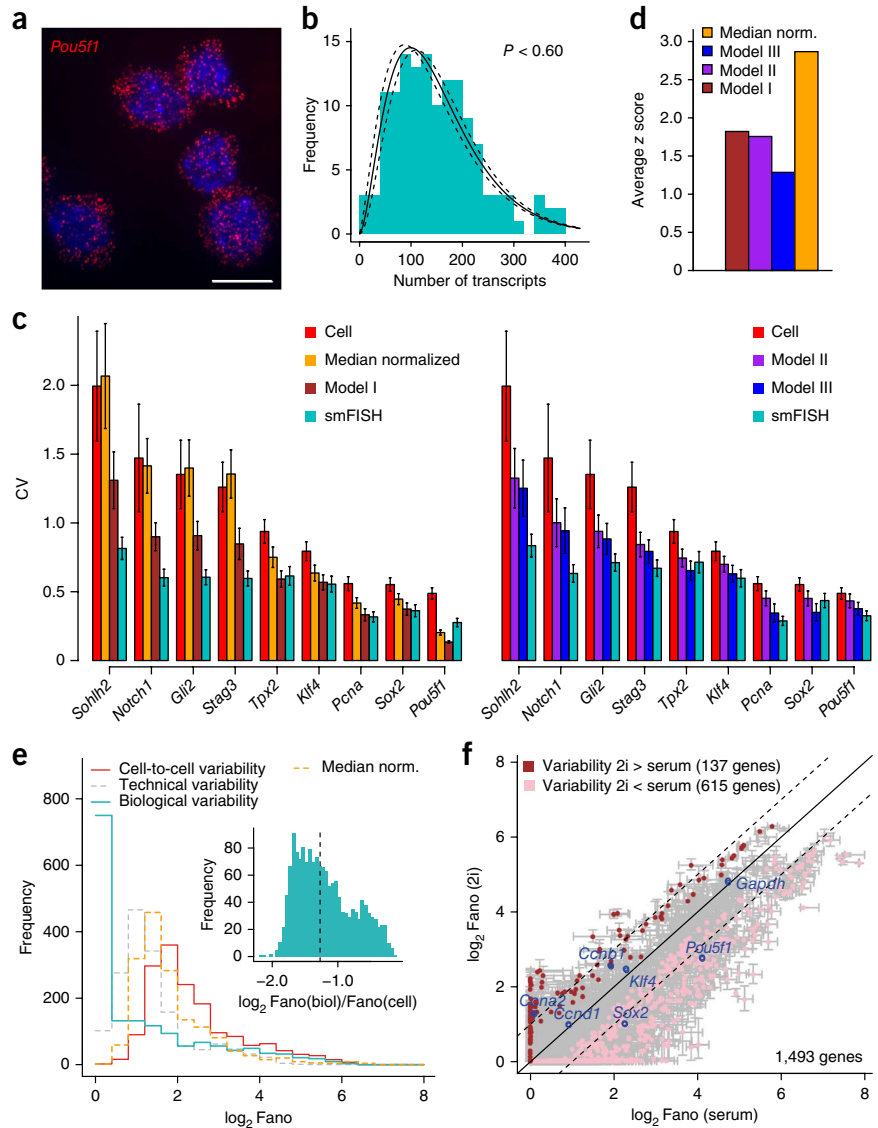 a
Pou5f1
b
P < 0.60
15
10
5
0
Frequency
0 100 200 300 400
Number of transcripts
d
Median norm.
Model III
Model II
Model I
3.0
2.5
2.0
1.5
1.0
0.5
0
Average z score
c
Cell
Median normalized
Model I
smFISH
2.0
1.5
1.0
0.5
0
CV
Sohlh2 Notch1 Gli2 Stag3 Tpx2 Klf4 Pcna Sox2 Pou5f1
Cell
Model II
Model III
smFISH
Sohlh2 Notch1 Gli2 Stag3 Tpx2 Klf4 Pcna Sox2 Pou5f1
e
Cell-to-cell variability
Technical variability
Biological variability
Median norm.
800
600
400
200
0
Frequency
0 2 4 6 8
log2 Fano
80
60
40
20
0
Frequency
−2.0 −1.0
log2 Fano(biol)/Fano(cell)
f
Variability 2i > serum (137 genes)
Variability 2i < serum (615 genes)
8
6
4
2
0
log2 Fano (2i)
Gapdh
Ccnb1
Pou5f1
Klf4
Ccna2
Ccnd1
Sox2
1,493 genes
0 2 4 6 8
log2 Fano (serum)